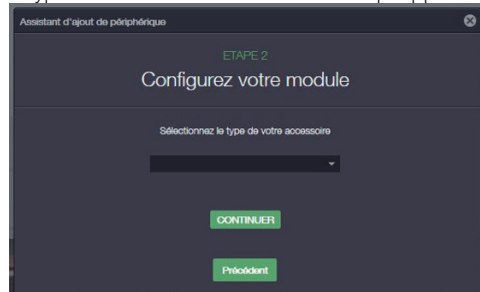 Assistant d'ajout de périphérique
ETAPE 2
Configurez votre module
Sélectionnez le type de votre accessoire
CONTINUER
Précédent